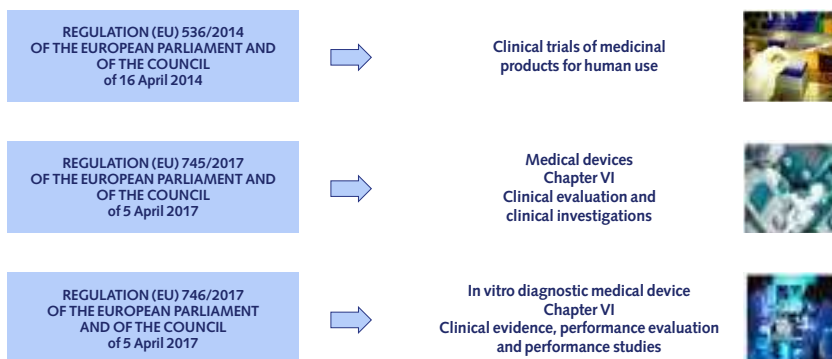 REGULATION (EU) 536/2014
OF THE EUROPEAN PARLIAMENT AND
OF THE COUNCIL
of 16 April 2014
Clinical trials of medicinal
products for human use
REGULATION (EU) 745/2017
OF THE EUROPEAN PARLIAMENT AND
OF THE COUNCIL
of 5 April 2017
Medical devices
Chapter VI
Clinical evaluation and
clinical investigations
REGULATION (EU) 746/2017
OF THE EUROPEAN PARLIAMENT
AND OF THE COUNCIL
of 5 April 2017
In vitro diagnostic medical device
Chapter VI
Clinical evidence, performance evaluation
and performance studies